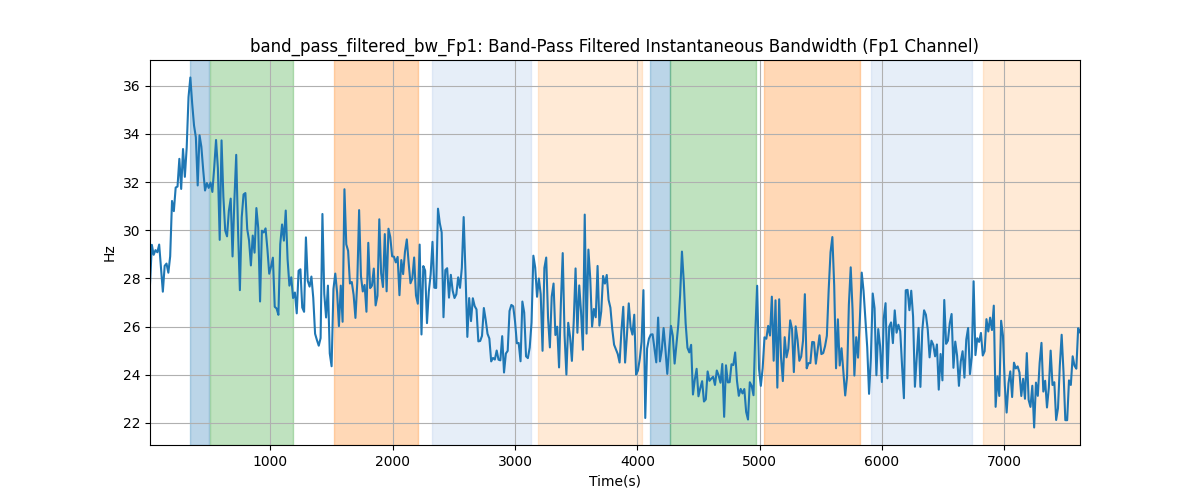 band_pass_filtered_bw_Fp1: Band-Pass Filtered Instantaneous Bandwidth (Fp1 Channel)
36
34
32
30
28
26
24
22
Hz
1000 2000 3000 4000 5000 6000 7000
Time(s)